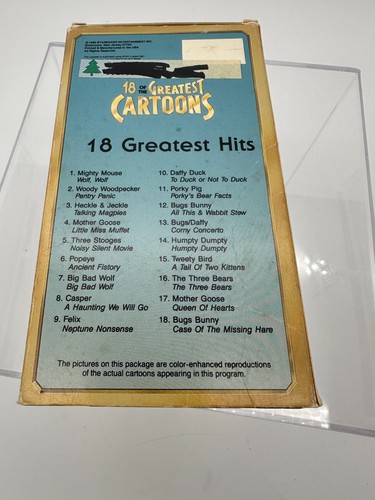 18 OF THE GREATEST
CARTOONS
18 Greatest Hits
1. Mighty Mouse
Wolf, Wolf
2. Woody Woodpecker
Pantry Panic
3. Heckle & Jeckle
Talking Magpies
4. Mother Goose
Little Miss Muffet
5. Three Stooges
Noisy Silent Movie
6. Popeye
Ancient Fistory
7. Big Bad Wolf
Big Bad Wolf
8. Casper
A Haunting We Will Go
9. Felix
Neptune Nonsense
10. Daffy Duck
To Duck or Not To Duck
11. Porky Pig
Porky's Bear Facts
12. Bugs Bunny
All This & Wabbit Stew
13. Bugs/Daffy
Corny Concerto
14. Humpty Dumpty
Humpty Dumpty
15. Tweety Bird
A Tail Of Two Kittens
16. The Three Bears
The Three Bears
17. Mother Goose
Queen Of Hearts
18. Bugs Bunny
Case Of The Missing Hare
The pictures on this package are color-enhanced reproductions
of the actual cartoons appearing in this program.